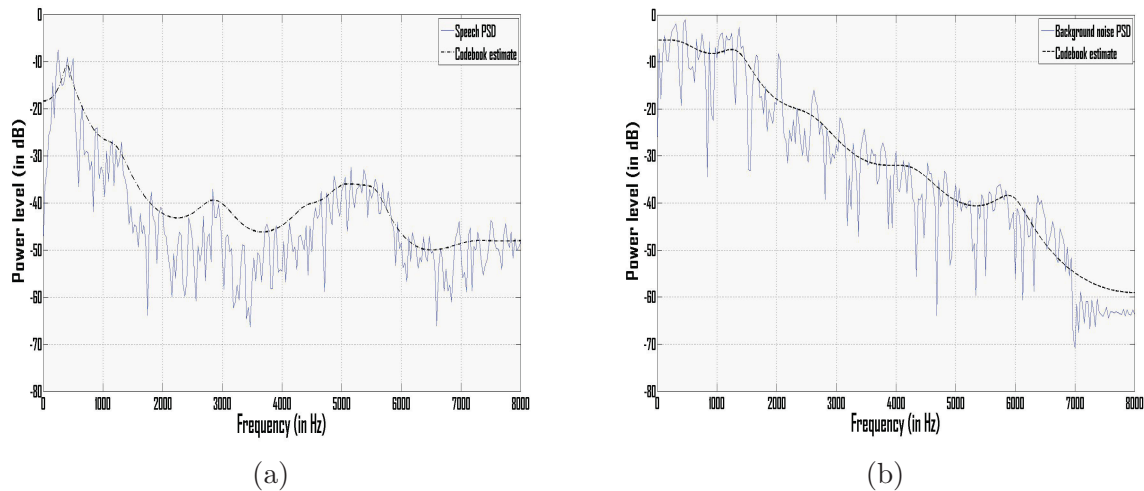 Speech PSD
Codebook estimate
Power level (in dB)
0
-10
-20
-30
-40
-50
-60
-70
-80
0 1000 2000 3000 4000 5000 6000 7000 8000
Frequency (in Hz)
(a)
Background noise PSD
Codebook estimate
Power level (in dB)
0
-10
-20
-30
-40
-50
-60
-70
-80
0 1000 2000 3000 4000 5000 6000 7000 8000
Frequency (in Hz)
(b)